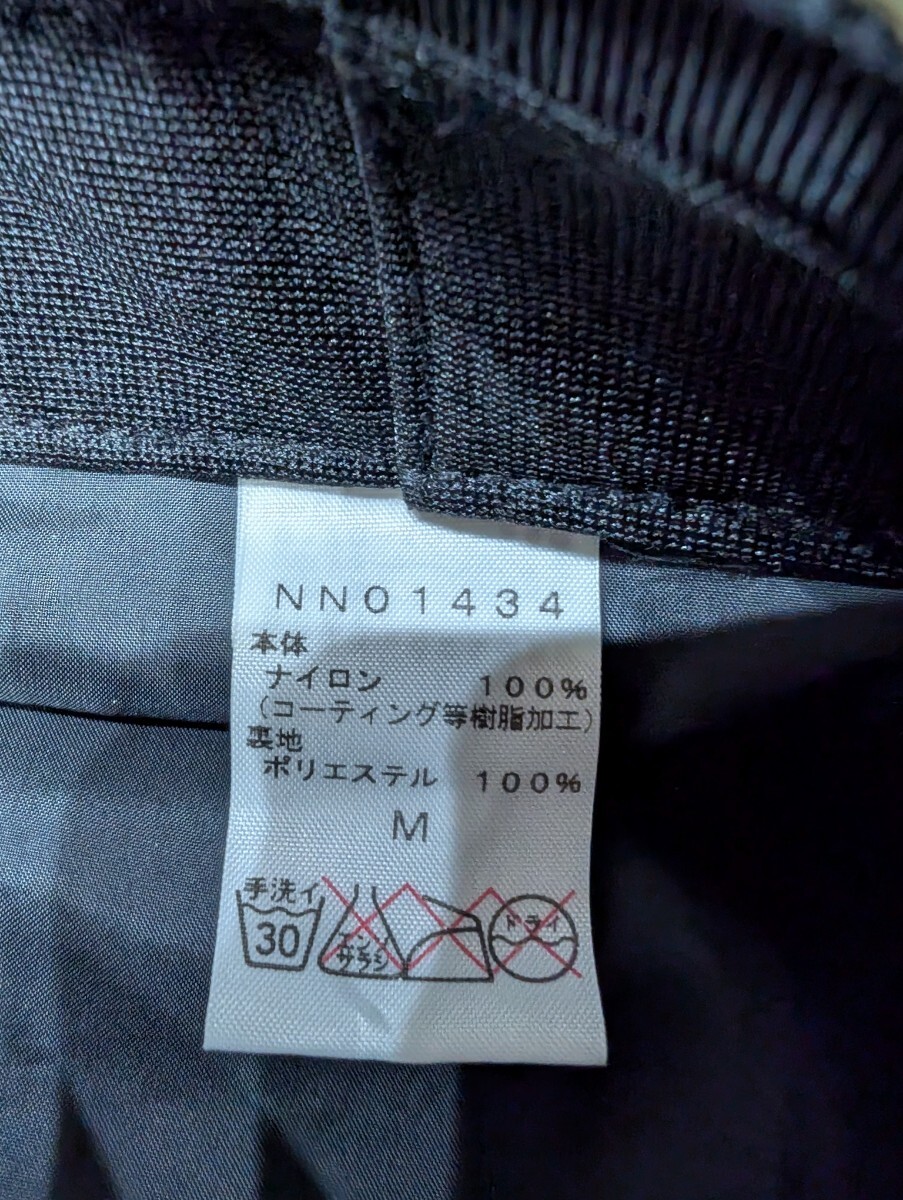 NN01434
本体
ナイロン 100%
(コーティング等樹脂加工)
裏地
ポリエステル 100%
M
手洗イ
30
エンソ
サラシ
ドライ